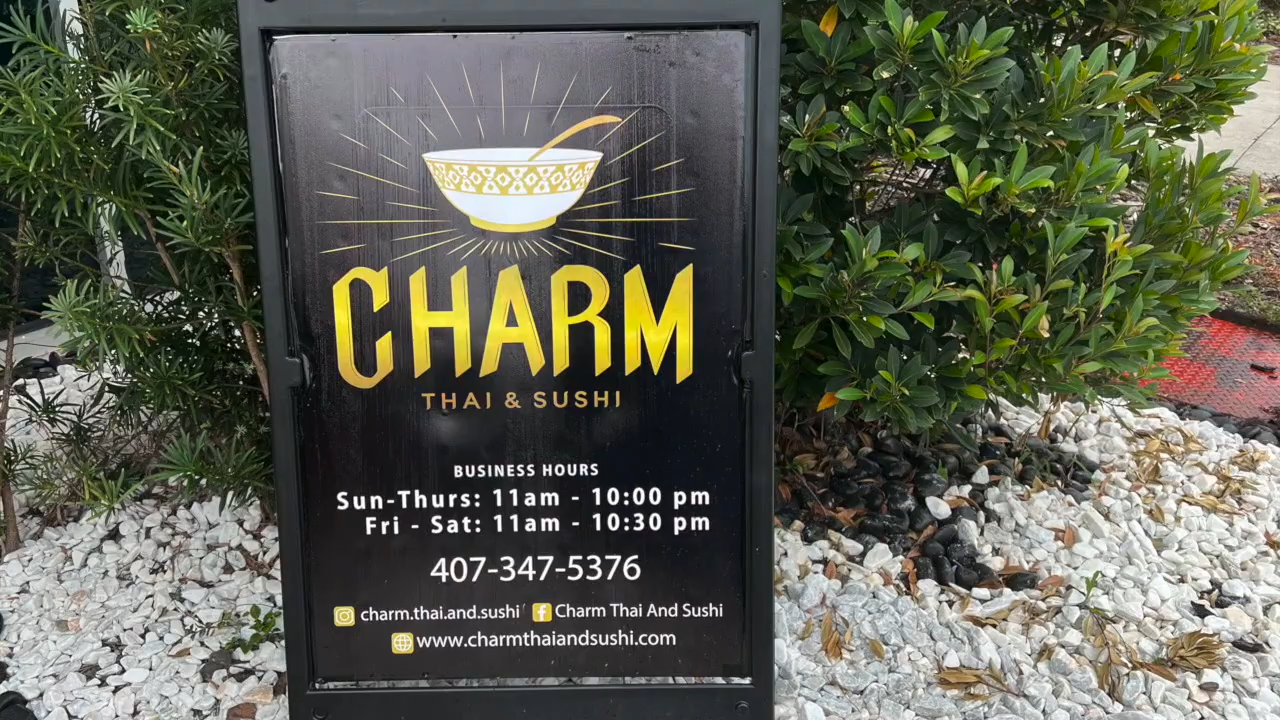 CHARM
THAI & SUSHI
BUSINESS HOURS
Sun-Thurs: 11am - 10:00 pm
Fri - Sat: 11am - 10:30 pm
407-347-5376
charm.thai.and.sushi Charm Thai And Sushi
www.charmthaiandsushi.com